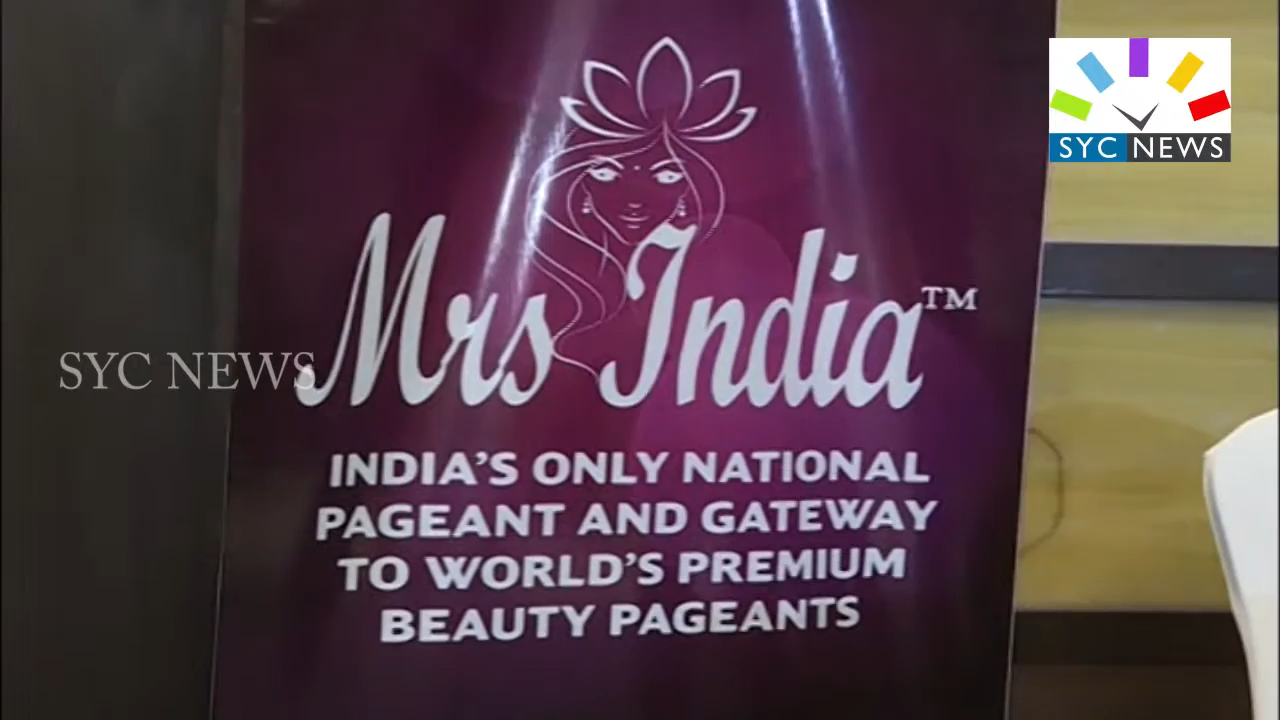 SYC NEWS
Mrs India™
SYC NEWS
INDIA'S ONLY NATIONAL
PAGEANT AND GATEWAY
TO WORLD'S PREMIUM
BEAUTY PAGEANTS